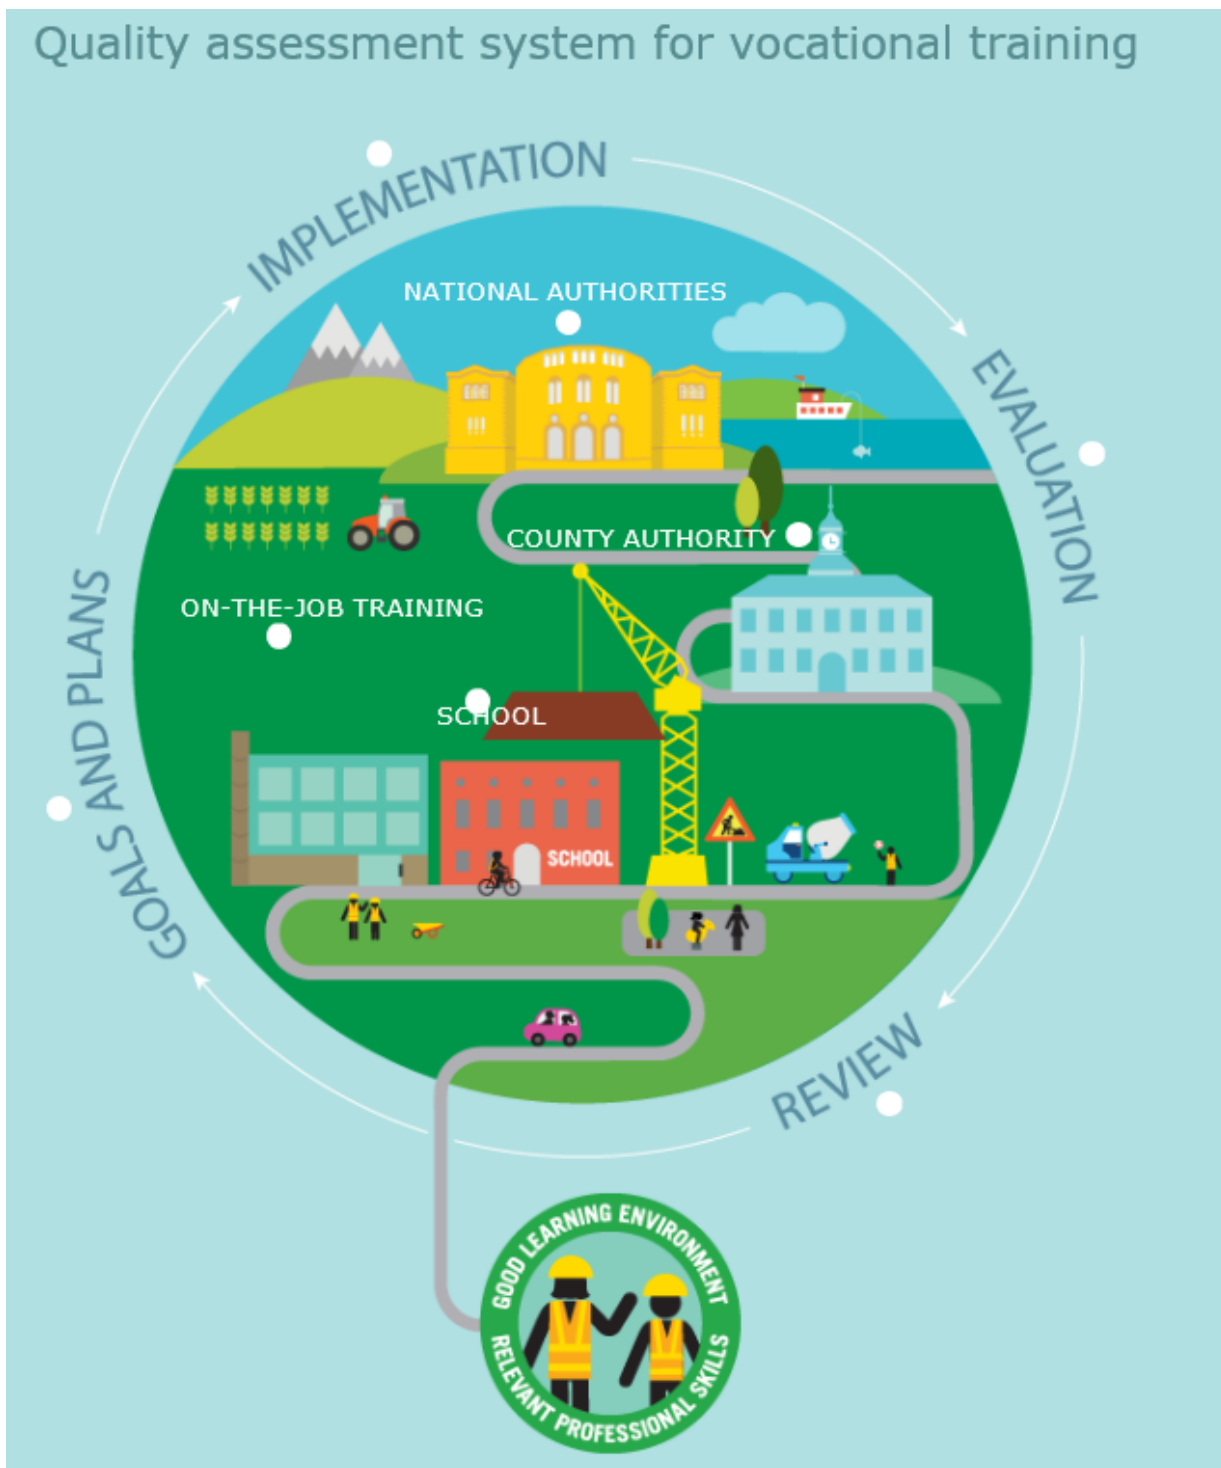 Quality assessment system for vocational training
IMPLEMENTATION
NATIONAL AUTHORITIES
EVALUATION
COUNTY AUTHORITY
ON-THE-JOB TRAINING
GOALS AND PLANS
SCHOOL
SCHOOL
REVIEW
GOOD LEARNING ENVIRONMENT
RELEVANT PROFESSIONAL SKILLS